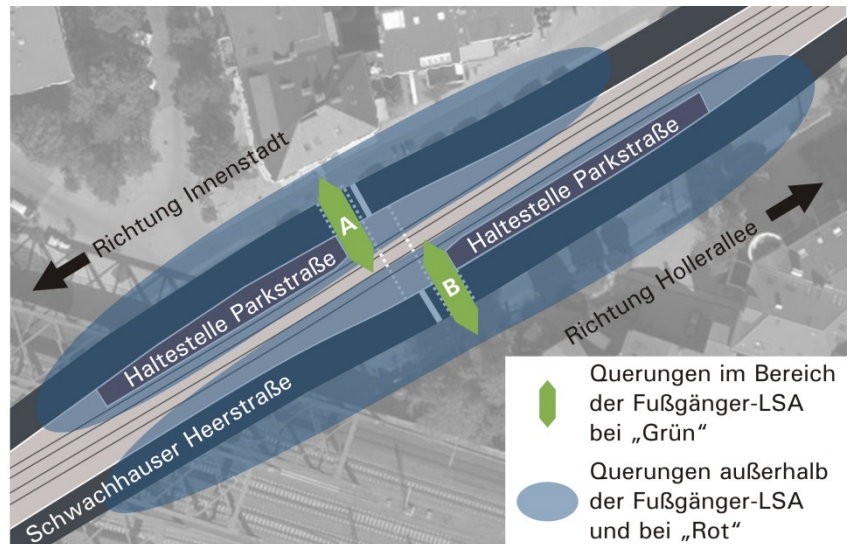 Richtung Innenstadt
Haltestelle Parkstraße
A
Haltestelle Parkstraße
B
Richtung Hollerallee
Schwachhauser Heerstraße
Querungen im Bereich
der Fußgänger-LSA
bei „Grün“
Querungen außerhalb
der Fußgänger-LSA
und bei „Rot“